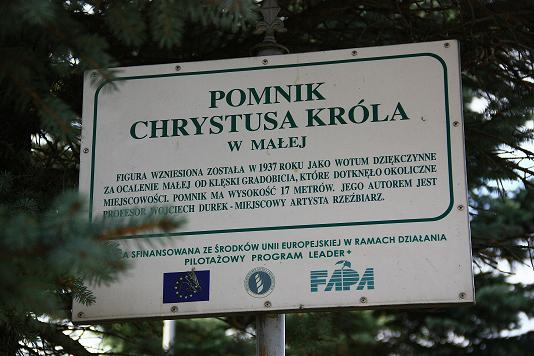 POMNIK
CHRYSTUSA KRÓLA
W MAŁEJ
FIGURA WZNIESIONA ZOSTAŁA W 1937 ROKU JAKO WOTUM DZIĘKCZYNNE
ZA OCALENIE MAŁEJ OD KLĘSKI GRADOBICIA, KTÓRE DOTKNĘŁO OKOLICZNE
MIEJSCOWOŚCI. POMNIK MA WYSOKOŚĆ 17 METRÓW. JEGO AUTOREM JEST
PROFESOR WOJCIECH DUREK - MIEJSCOWY ARTYSTA RZEŹBIARZ.
SFINANSOWANA ZE ŚRODKÓW UNII EUROPEJSKIEJ W RAMACH DZIAŁANIA
PILOTAŻOWY PROGRAM LEADER+
FAPA